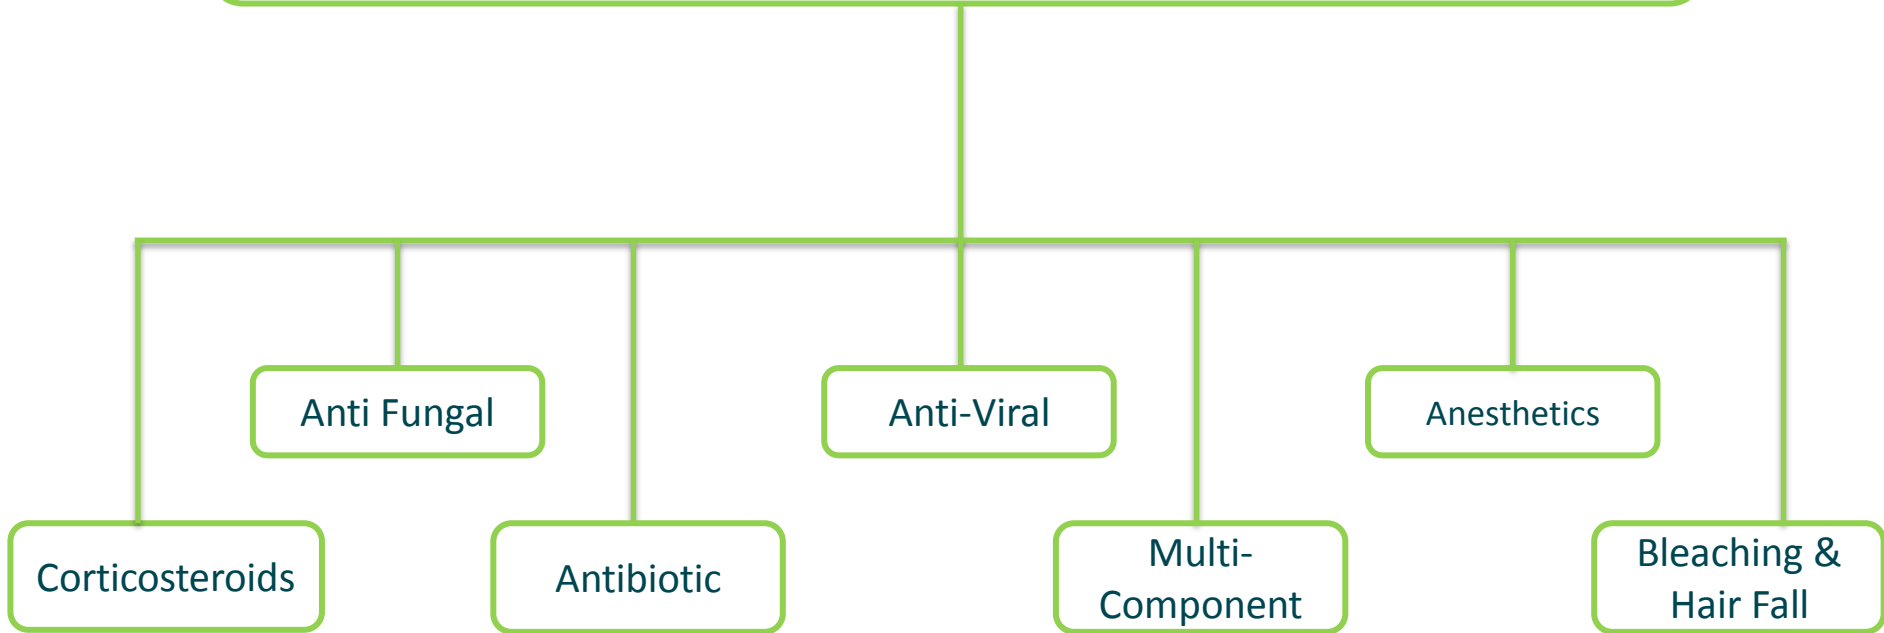 Anti Fungal
Anti-Viral
Anesthetics
Corticosteroids
Antibiotic
Multi-
Component
Bleaching &
Hair Fall